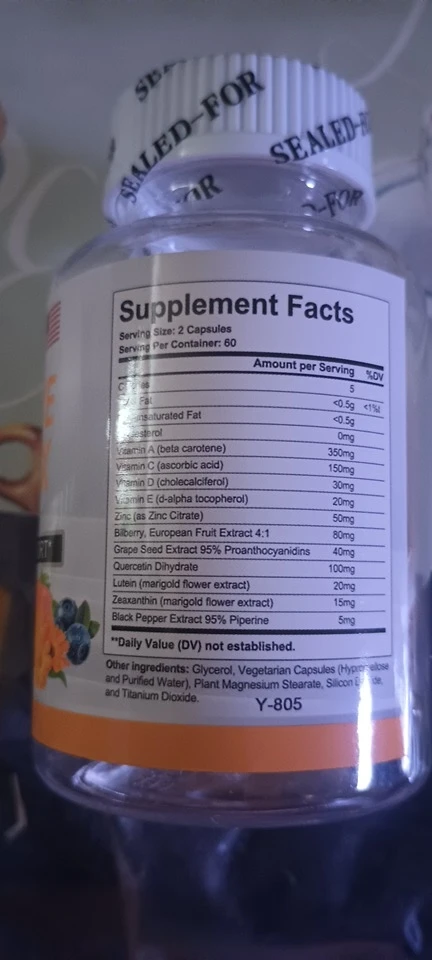 SEALED-FOR
SEALED-
-FOR
Supplement Facts
Serving Size: 2 Capsules
Serving Per Container: 60
Amount per Serving %DV
5
Fat <0.5g <1%‡
<0.5g
0mg
Vitamin A (beta carotene) 350mg
Vitamin C (ascorbic acid) 150mg
Vitamin D (cholecalciferol) 30mg
Vitamin E (d-alpha tocopherol) 20mg
Zinc (as Zinc Citrate) 50mg
Bilberry, European Fruit Extract 4:1 80mg
Grape Seed Extract 95% Proanthocyanidins 40mg
Quercetin Dihydrate 100mg
Lutein (marigold flower extract) 20mg
Zeaxanthin (marigold flower extract) 15mg
Black Pepper Extract 95% Piperine 5mg
**Daily Value (DV) not established.
Other ingredients: Glycerol, Vegetarian Capsules
and Purified Water), Plant Magnesium Stearate, Silicon
and Titanium Dioxide.
Y-805